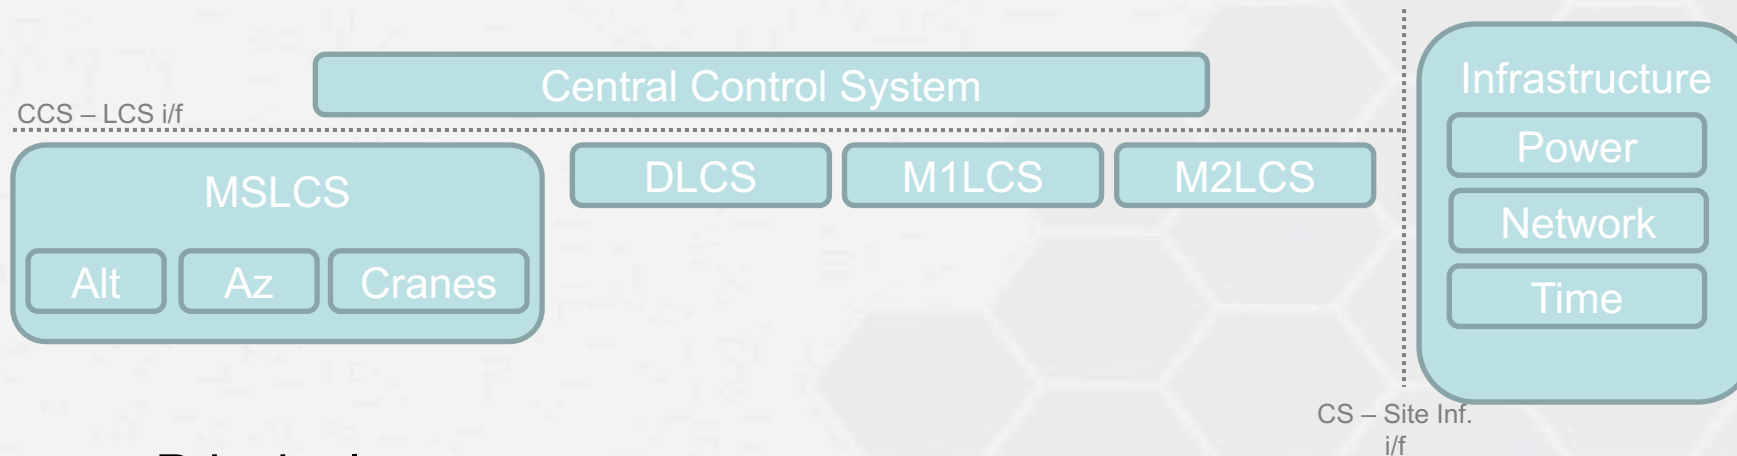 Central Control System
Infrastructure
CCS – LCS i/f
Power
MSLCS
DLCS
M1LCS
M2LCS
Network
Alt
Az
Cranes
Time
CS – Site Inf.
i/f